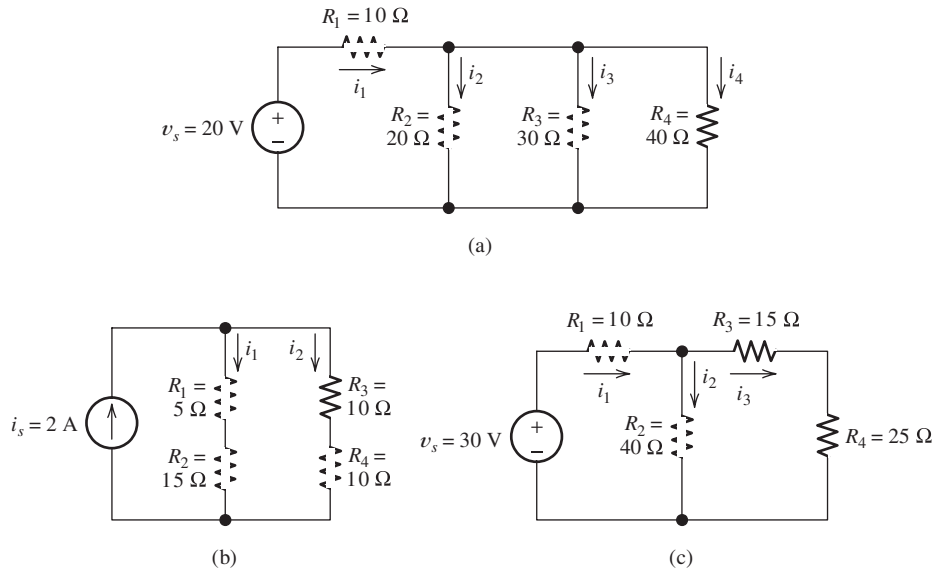 R₁ = 10 Ω
i₁
i₂
i₃
i₄
vₛ = 20 V
+
−
R₂ =
20 Ω
R₃ =
30 Ω
R₄ =
40 Ω
(a)
iₛ = 2 A
i₁
i₂
R₁ =
5 Ω
R₃ =
10 Ω
R₂ =
15 Ω
R₄ =
10 Ω
(b)
R₁ = 10 Ω
R₃ = 15 Ω
i₁
i₂
i₃
vₛ = 30 V
+
−
R₂ =
40 Ω
R₄ = 25 Ω
(c)